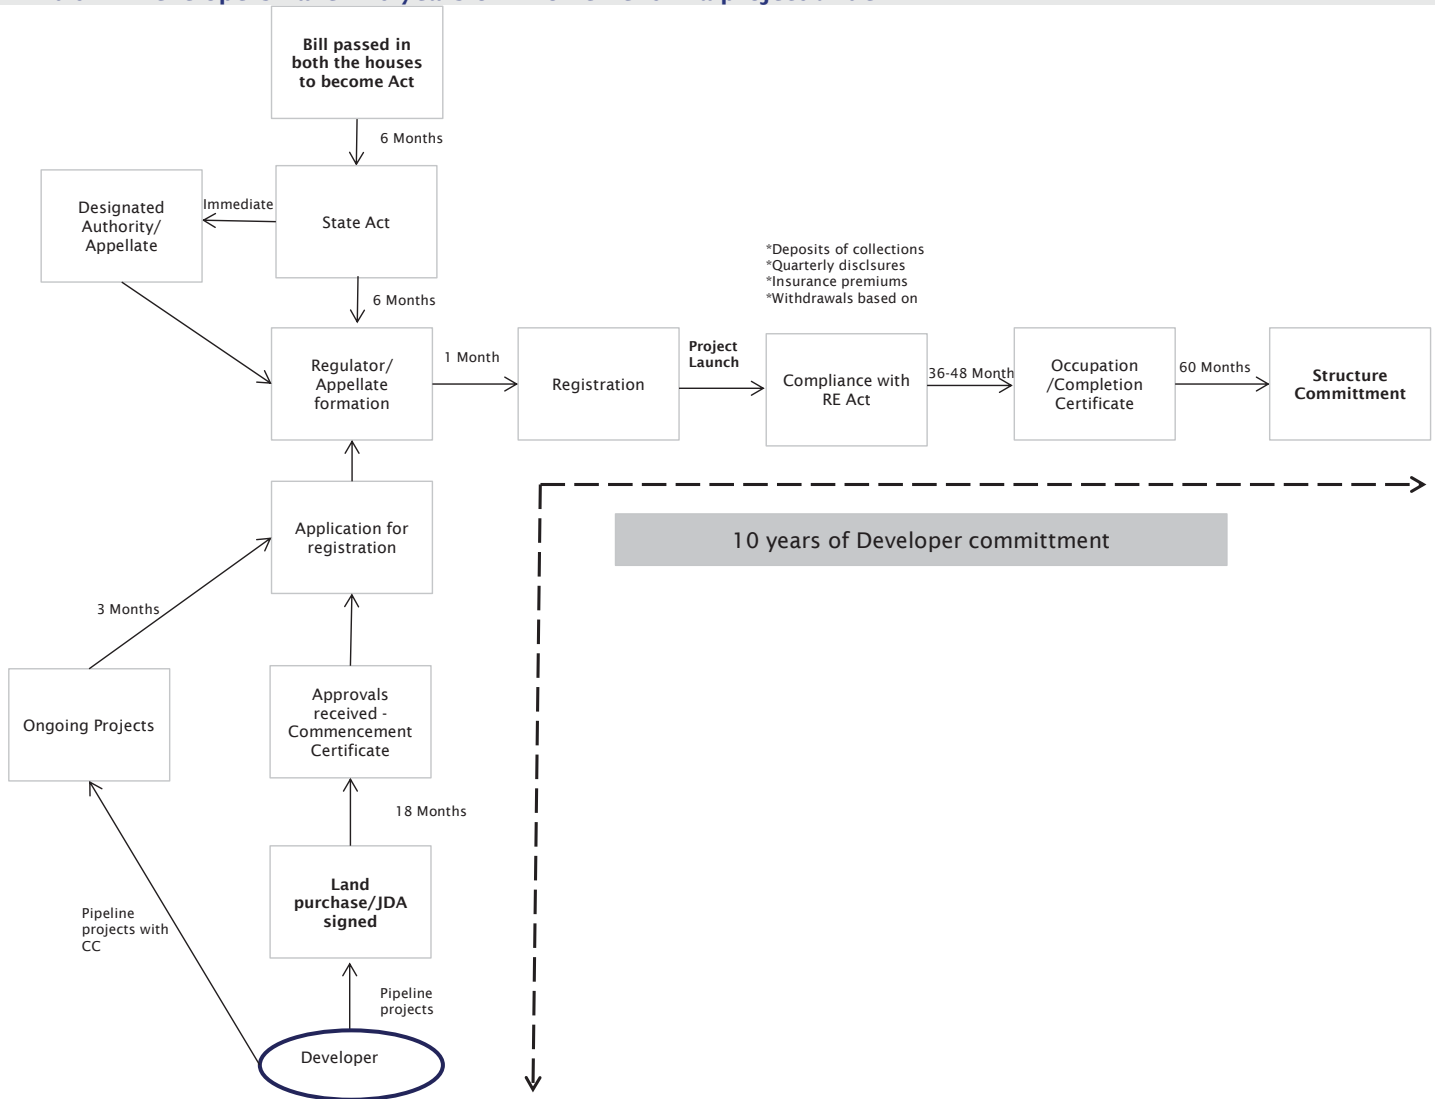 Bill passed in
both the houses
to become Act
6 Months
Designated
Authority/
Appellate
Immediate
State Act
6 Months
*Deposits of collections
*Quarterly disclsures
*Insurance premiums
*Withdrawals based on
Regulator/
Appellate
formation
1 Month
Registration
Project
Launch
Compliance with
RE Act
36-48 Month
Occupation
/Completion
Certificate
60 Months
Structure
Committment
Application for
registration
10 years of Developer committment
3 Months
Ongoing Projects
Approvals
received -
Commencement
Certificate
18 Months
Land
purchase/JDA
signed
Pipeline
projects with
CC
Pipeline
projects
Developer